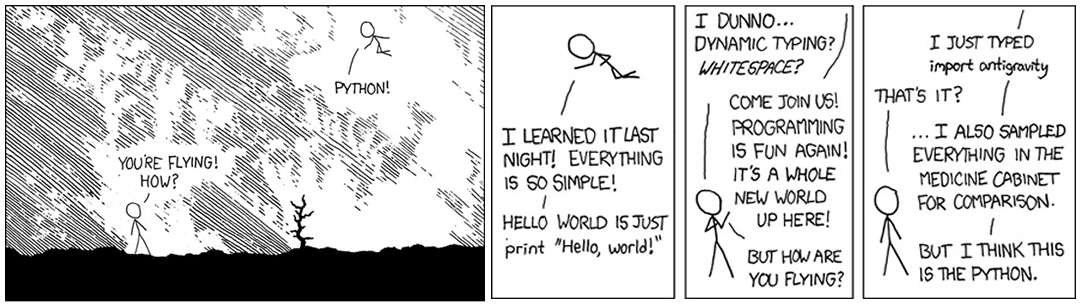 YOU'RE FLYING!
HOW?
PYTHON!
I LEARNED IT LAST
NIGHT! EVERYTHING
IS SO SIMPLE!
HELLO WORLD IS JUST
print "Hello, world!"
I DUNNO...
DYNAMIC TYPING?
WHITESPACE?
COME JOIN US!
PROGRAMMING
IS FUN AGAIN!
IT'S A WHOLE
NEW WORLD
UP HERE!
BUT HOW ARE
YOU FLYING?
I JUST TYPED
import antigravity
THAT'S IT?
... I ALSO SAMPLED
EVERYTHING IN THE
MEDICINE CABINET
FOR COMPARISON.
BUT I THINK THIS
IS THE PYTHON.